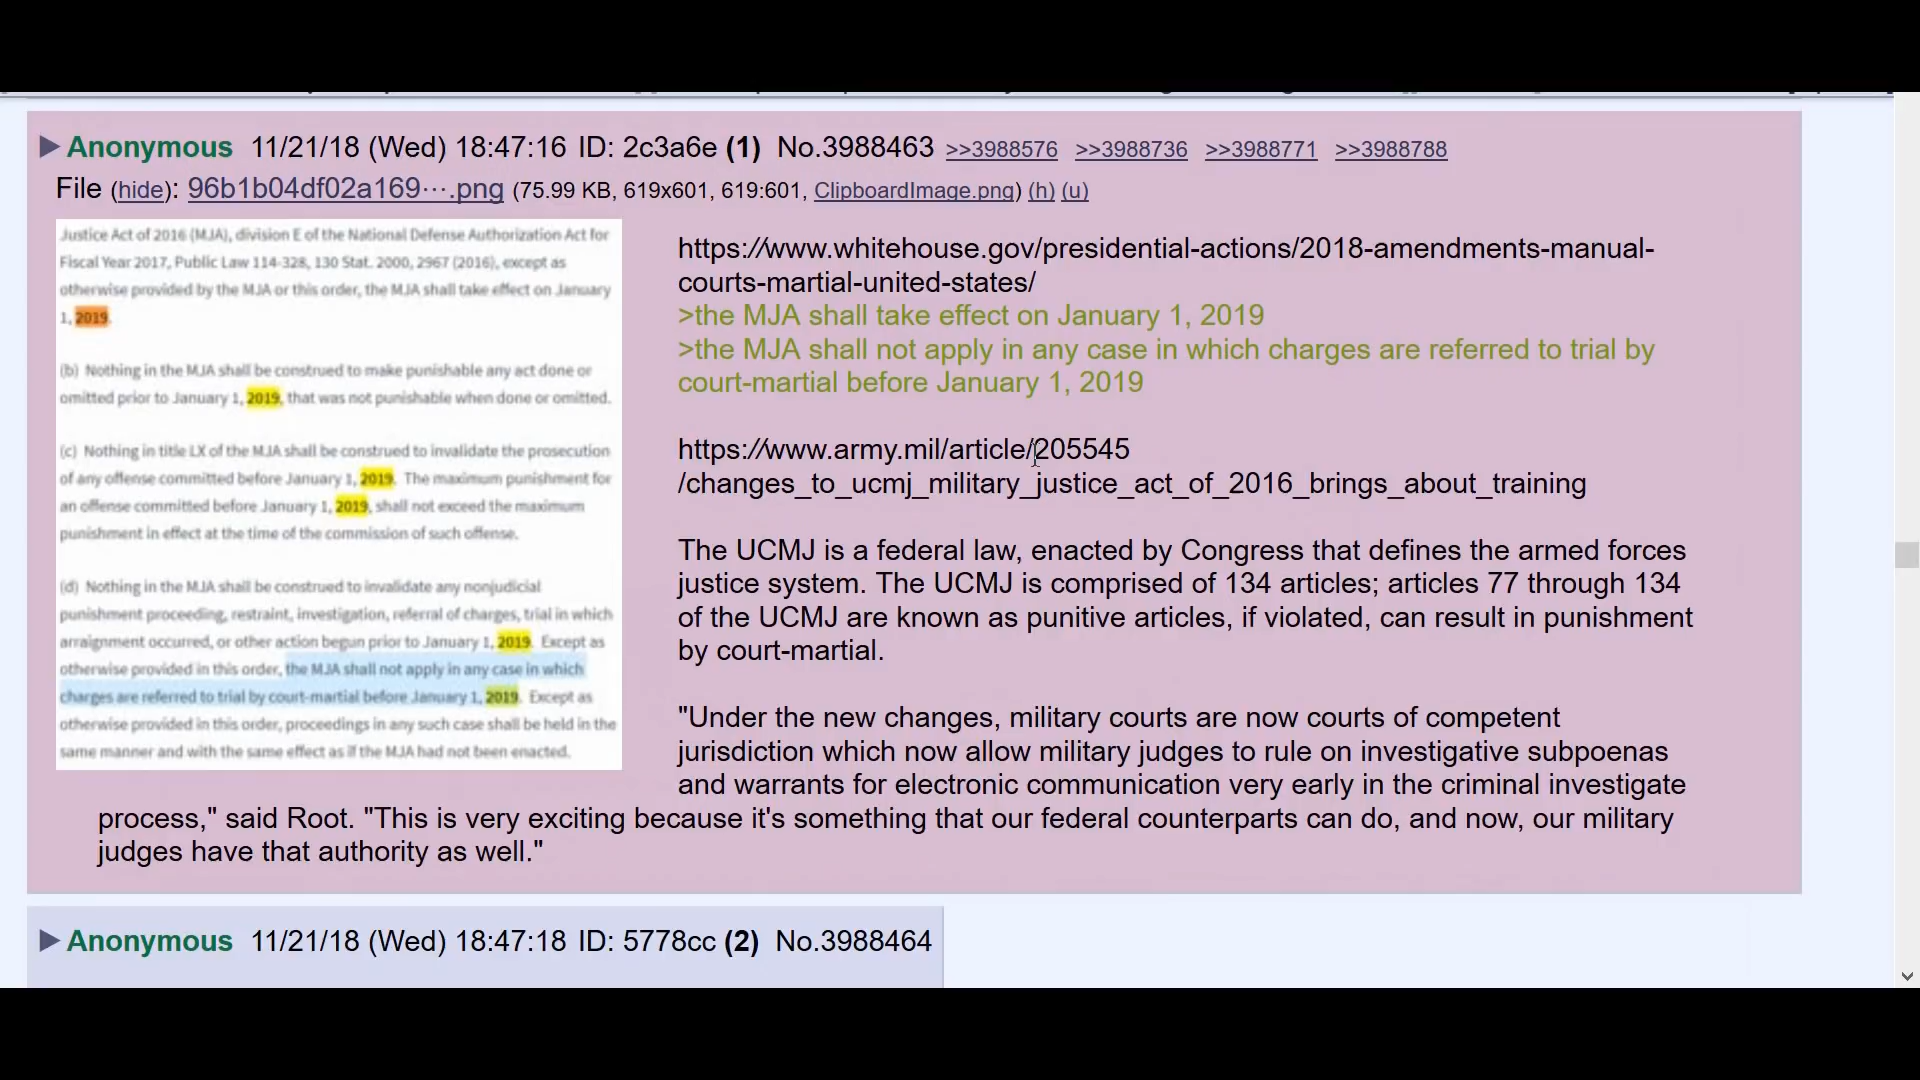 Anonymous 11/21/18 (Wed) 18:47:16 ID: 2c3a6e (1) No.3988463 >>3988576 >>3988736 >>3988771 >>3988788
File (hide): 96b1b04df02a169⋯.png (75.99 KB, 619x601, 619:601, ClipboardImage.png) (h) (u)
Justice Act of 2016 (MJA), division E of the National Defense Authorization Act for
Fiscal Year 2017, Public Law 114-328, 130 Stat. 2000, 2967 (2016), except as
otherwise provided by the MJA or this order, the MJA shall take effect on January
1, 2019.
(b) Nothing in the MJA shall be construed to make punishable any act done or
omitted prior to January 1, 2019, that was not punishable when done or omitted.
(c) Nothing in title LX of the MJA shall be construed to invalidate the prosecution
of any offense committed before January 1, 2019. The maximum punishment for
an offense committed before January 1, 2019, shall not exceed the maximum
punishment in effect at the time of the commission of such offense.
(d) Nothing in the MJA shall be construed to invalidate any nonjudicial
punishment proceeding, restraint, investigation, referral of charges, trial in which
arraignment occurred, or other action begun prior to January 1, 2019. Except as
otherwise provided in this order, the MJA shall not apply in any case in which
charges are referred to trial by court-martial before January 1, 2019. Except as
otherwise provided in this order, proceedings in any such case shall be held in the
same manner and with the same effect as if the MJA had not been enacted.
https://www.whitehouse.gov/presidential-actions/2018-amendments-manual-
courts-martial-united-states/
>the MJA shall take effect on January 1, 2019
>the MJA shall not apply in any case in which charges are referred to trial by
court-martial before January 1, 2019
https://www.army.mil/article/205545
/changes_to_ucmj_military_justice_act_of_2016_brings_about_training
The UCMJ is a federal law, enacted by Congress that defines the armed forces
justice system. The UCMJ is comprised of 134 articles; articles 77 through 134
of the UCMJ are known as punitive articles, if violated, can result in punishment
by court-martial.
"Under the new changes, military courts are now courts of competent
jurisdiction which now allow military judges to rule on investigative subpoenas
and warrants for electronic communication very early in the criminal investigate
process," said Root. "This is very exciting because it's something that our federal counterparts can do, and now, our military
judges have that authority as well."
Anonymous 11/21/18 (Wed) 18:47:18 ID: 5778cc (2) No.3988464